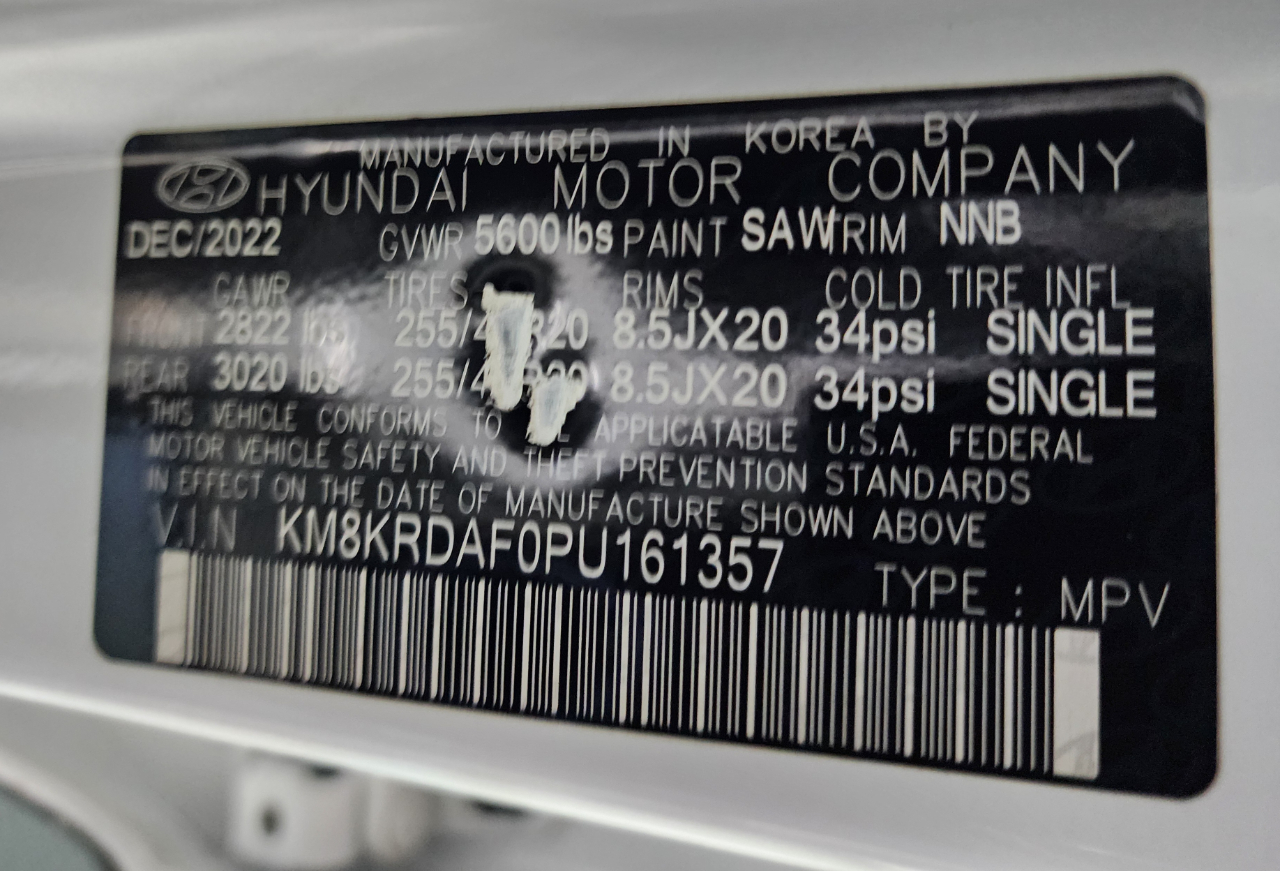 MANUFACTURED IN KOREA BY
HYUNDAI MOTOR COMPANY
DEC/2022 GVWR 5600lbs PAINT SAW TRIM NNB
GAWR TIRES RIMS COLD TIRE INFL
FRONT 2822 lbs 8.5JX20 34psi SINGLE
REAR 3020 lbs 8.5JX20 34psi SINGLE
THIS VEHICLE CONFORMS TO APPLICATABLE U.S.A. FEDERAL
MOTOR VEHICLE SAFETY AND THEFT PREVENTION STANDARDS
IN EFFECT ON THE DATE OF MANUFACTURE SHOWN ABOVE
V.I.N KM8KRDAF0PU161357 TYPE : MPV